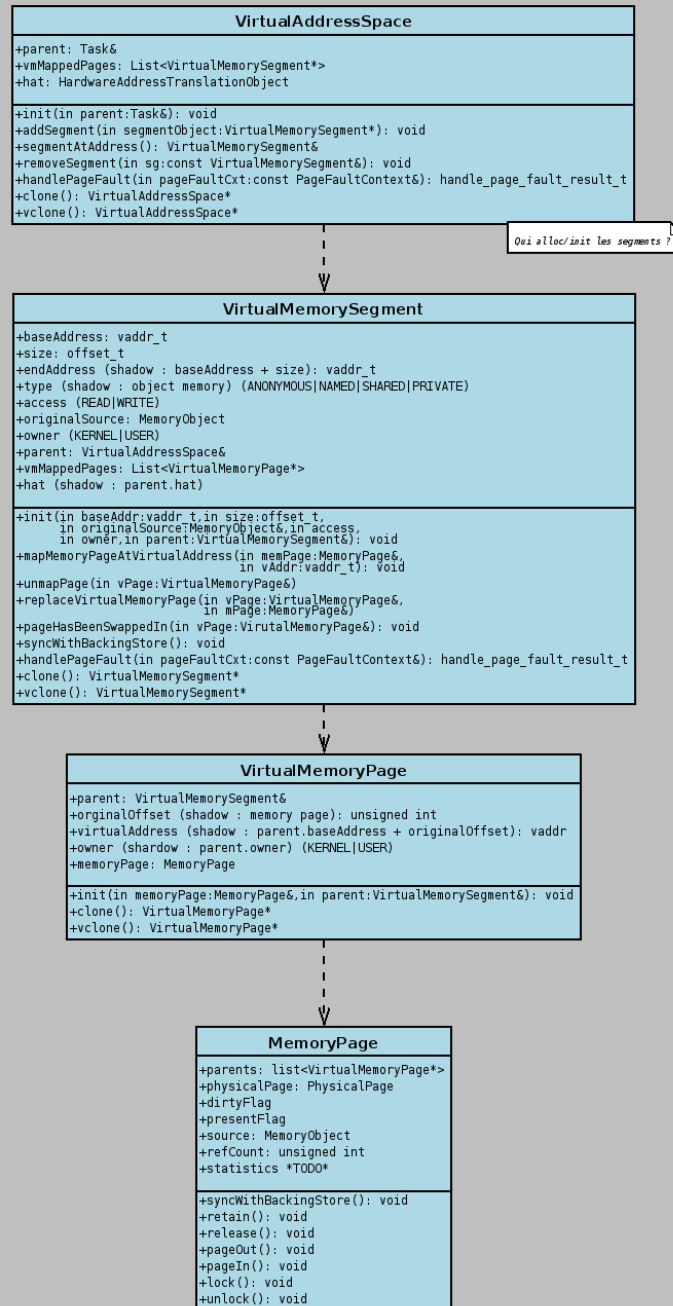 VirtualAddressSpace
+parent: Task&
+vmMappedPages: List<VirtualMemorySegment*>
+hat: HardwareAddressTranslationObject
+init(in parent:Task&): void
+addSegment(in segmentObject:VirtualMemorySegment*): void
+segmentAtAddress(): VirtualMemorySegment&
+removeSegment(in sg:const VirtualMemorySegment&): void
+handlePageFault(in pageFaultCxt:const PageFaultContext&): handle_page_fault_result_t
+clone(): VirtualAddressSpace*
+vclone(): VirtualAddressSpace*
Qui alloc/init les segments ?
VirtualMemorySegment
+baseAddress: vaddr_t
+size: offset_t
+endAddress (shadow : baseAddress + size): vaddr_t
+type (shadow : object memory) (ANONYMOUS|NAMED|SHARED|PRIVATE)
+access (READ|WRITE)
+originalSource: MemoryObject
+owner (KERNEL|USER)
+parent: VirtualAddressSpace&
+vmMappedPages: List<VirtualMemoryPage*>
+hat (shadow : parent.hat)
+init(in baseAddr:vaddr_t,in size:offset_t,
in originalSource:MemoryObject&,in access,
in owner,in parent:VirtualMemorySegment&): void
+mapMemoryPageAtVirtualAddress(in memPage:MemoryPage&,
in vAddr:vaddr_t): void
+unmapPage(in vPage:VirtualMemoryPage&)
+replaceVirtualMemoryPage(in vPage:VirtualMemoryPage&,
in mPage:MemoryPage&)
+pageHasBeenSwappedIn(in vPage:VirutalMemoryPage&): void
+syncWithBackingStore(): void
+handlePageFault(in pageFaultCxt:const PageFaultContext&): handle_page_fault_result_t
+clone(): VirtualMemorySegment*
+vclone(): VirtualMemorySegment*
VirtualMemoryPage
+parent: VirtualMemorySegment&
+orginalOffset (shadow : memory page): unsigned int
+virtualAddress (shadow : parent.baseAddress + originalOffset): vaddr
+owner (shardow : parent.owner) (KERNEL|USER)
+memoryPage: MemoryPage
+init(in memoryPage:MemoryPage&,in parent:VirtualMemorySegment&): void
+clone(): VirtualMemoryPage*
+vclone(): VirtualMemoryPage*
MemoryPage
+parents: list<VirtualMemoryPage*>
+physicalPage: PhysicalPage
+dirtyFlag
+presentFlag
+source: MemoryObject
+refCount: unsigned int
+statistics *TODO*
+syncWithBackingStore(): void
+retain(): void
+release(): void
+pageOut(): void
+pageIn(): void
+lock(): void
+unlock(): void